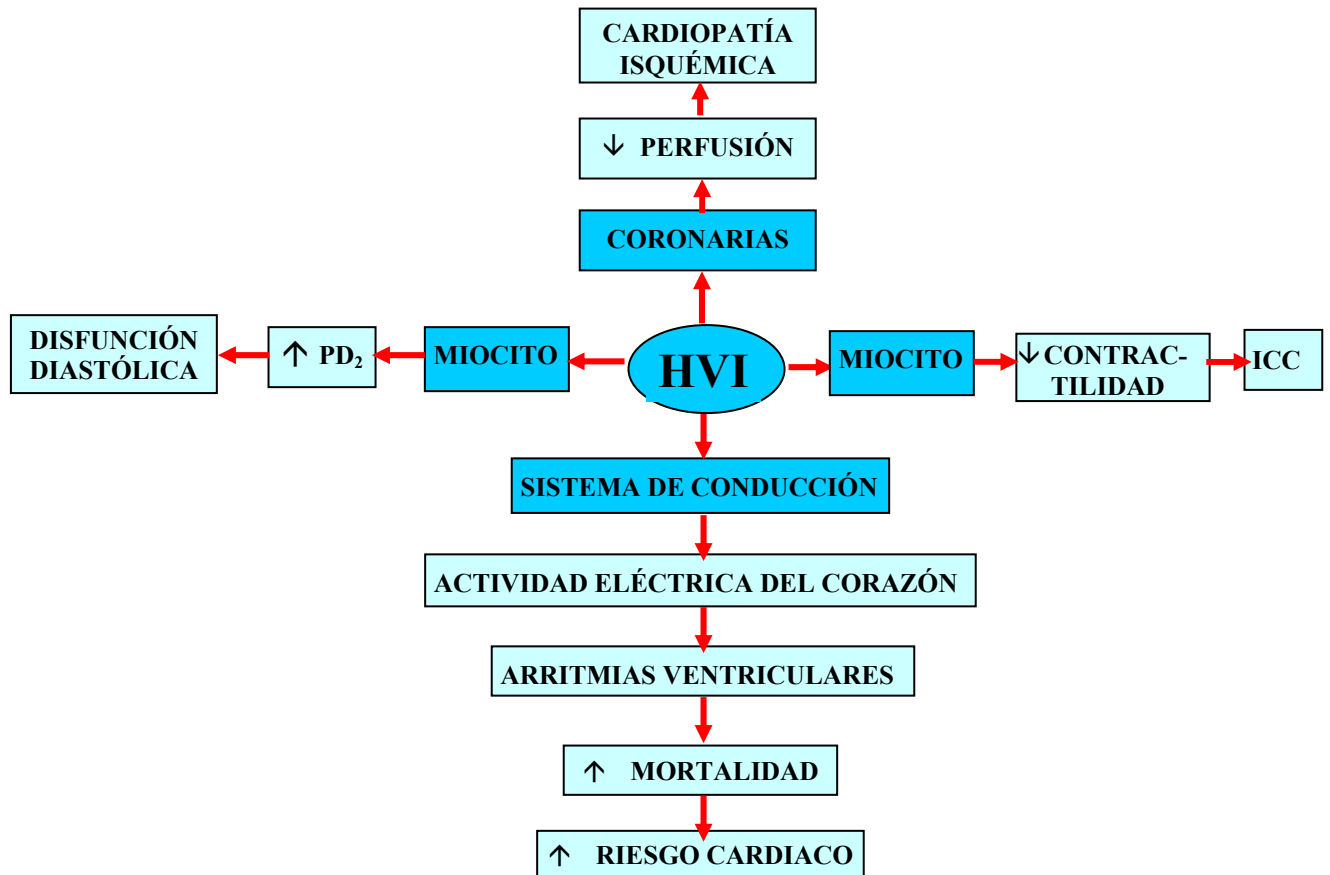 CARDIOPATÍA
ISQUÉMICA
↓ PERFUSIÓN
CORONARIAS
DISFUNCIÓN
DIASTÓLICA
↑ PD₂
MIOCITO
HVI
MIOCITO
↓ CONTRAC-
TILIDAD
ICC
SISTEMA DE CONDUCCIÓN
ACTIVIDAD ELÉCTRICA DEL CORAZÓN
ARRITMIAS VENTRICULARES
↑ MORTALIDAD
↑ RIESGO CARDIACO